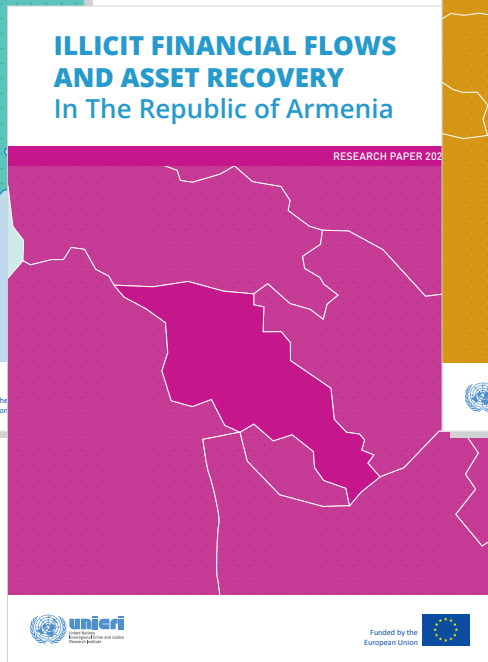 ILLICIT FINANCIAL FLOWS
AND ASSET RECOVERY
In The Republic of Armenia
RESEARCH PAPER 202
unicri
United Nations
Interregional Crime and Justice
Research Institute
Funded by the
European Union